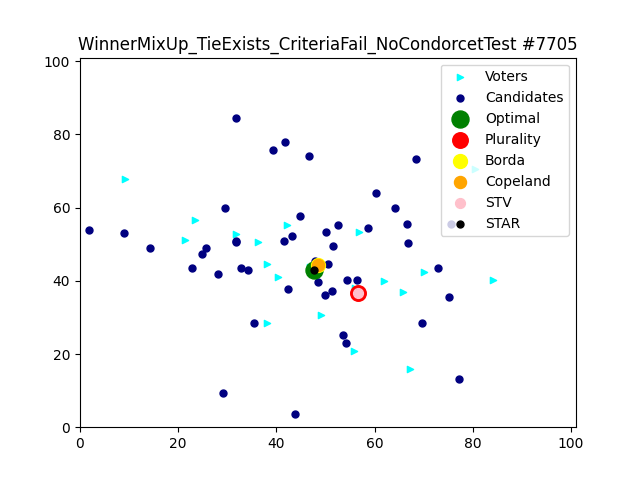 WinnerMixUp_TieExists_CriteriaFail_NoCondorcetTest #7705
100
80
60
40
20
0
0
20
40
60
80
100
Voters
Candidates
Optimal
Plurality
Borda
Copeland
STV
STAR